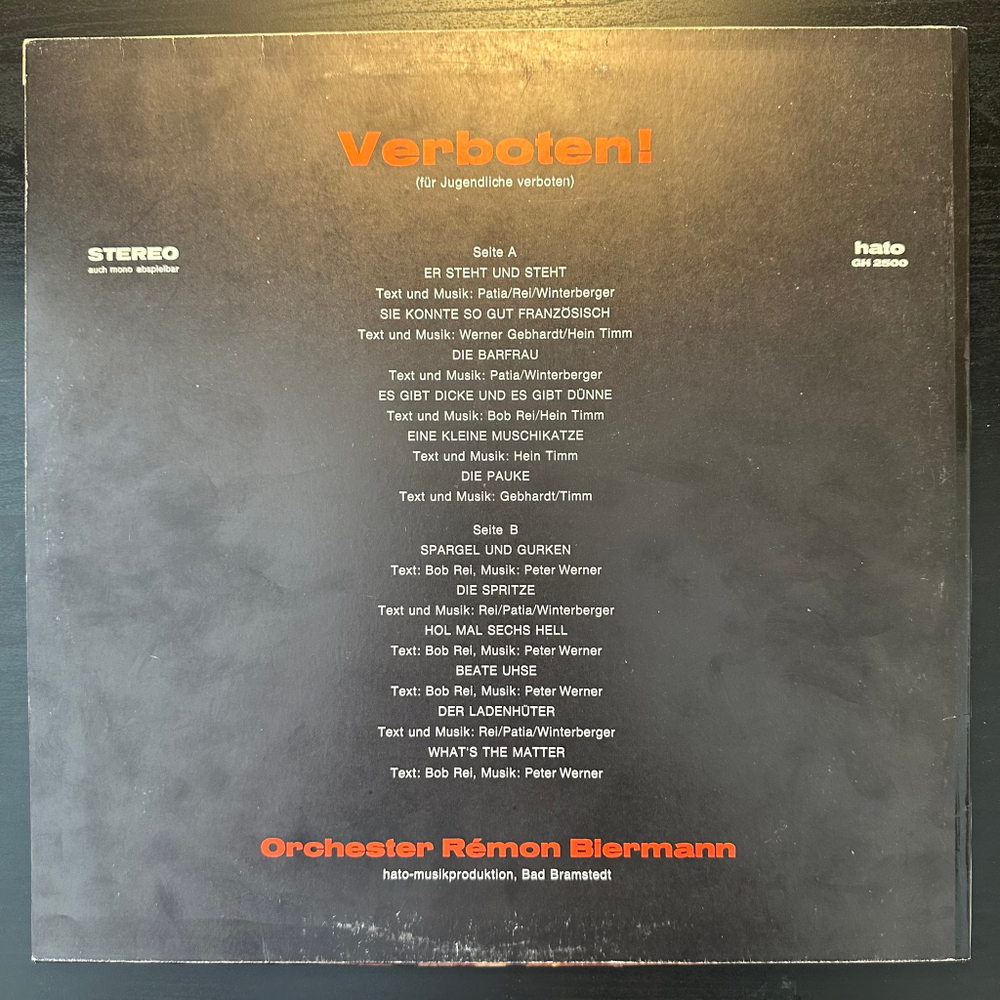 Verboten!
(für Jugendliche verboten)
STEREO
auch mono abspielbar
hato
GH 2500
Seite A
ER STEHT UND STEHT
Text und Musik: Patia/Rei/Winterberger
SIE KONNTE SO GUT FRANZÖSISCH
Text und Musik: Werner Gebhardt/Hein Timm
DIE BARFRAU
Text und Musik: Patia/Winterberger
ES GIBT DICKE UND ES GIBT DÜNNE
Text und Musik: Bob Rei/Hein Timm
EINE KLEINE MUSCHIKATZE
Text und Musik: Hein Timm
DIE PAUKE
Text und Musik: Gebhardt/Timm
Seite B
SPARGEL UND GURKEN
Text: Bob Rei, Musik: Peter Werner
DIE SPRITZE
Text und Musik: Rei/Patia/Winterberger
HOL MAL SECHS HELL
Text: Bob Rei, Musik: Peter Werner
BEATE UHSE
Text: Bob Rei, Musik: Peter Werner
DER LADENHÜTER
Text und Musik: Rei/Patia/Winterberger
WHAT'S THE MATTER
Text: Bob Rei, Musik: Peter Werner
Orchester Rémon Biermann
hato-musikproduktion, Bad Bramstedt